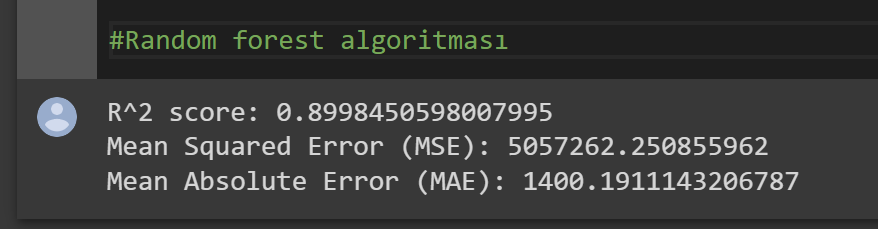 #Random forest algoritması
R^2 score: 0.8998450598007995
Mean Squared Error (MSE): 5057262.250855962
Mean Absolute Error (MAE): 1400.1911143206787